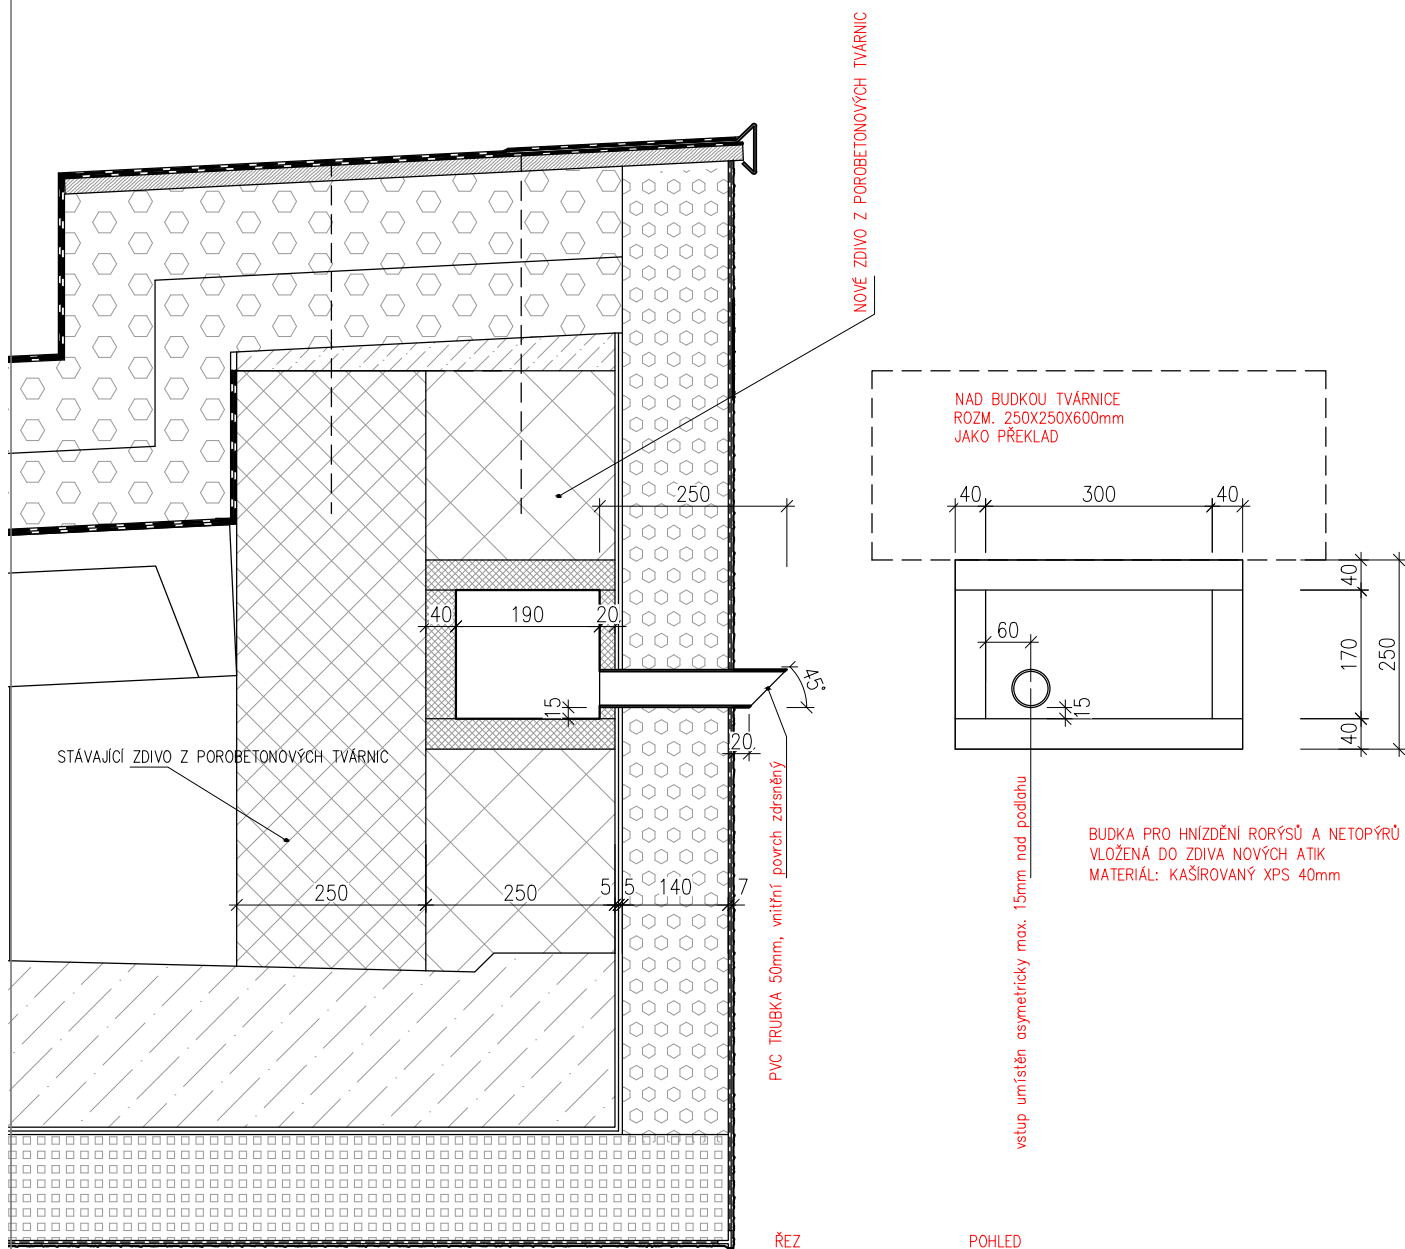 NOVÉ ZDIVO Z POROBETONOVÝCH TVÁRNIC
NAD BUDKOU TVÁRNICE
ROZM. 250X250X600mm
JAKO PŘEKLAD
250
40
300
40
40
190
20
60
40
170
250
45°
15
15
20
40
STÁVAJÍCÍ ZDIVO Z POROBETONOVÝCH TVÁRNIC
PVC TRUBKA 50mm, vnitřní povrch zdrsněný
vstup umístěn asymetricky max. 15mm nad podlahu
BUDKA PRO HNÍZDĚNÍ RORÝSŮ A NETOPÝRŮ
VLOŽENÁ DO ZDIVA NOVÝCH ATIK
MATERIÁL: KAŠÍROVANÝ XPS 40mm
250
250
5
5
140
7
ŘEZ
POHLED